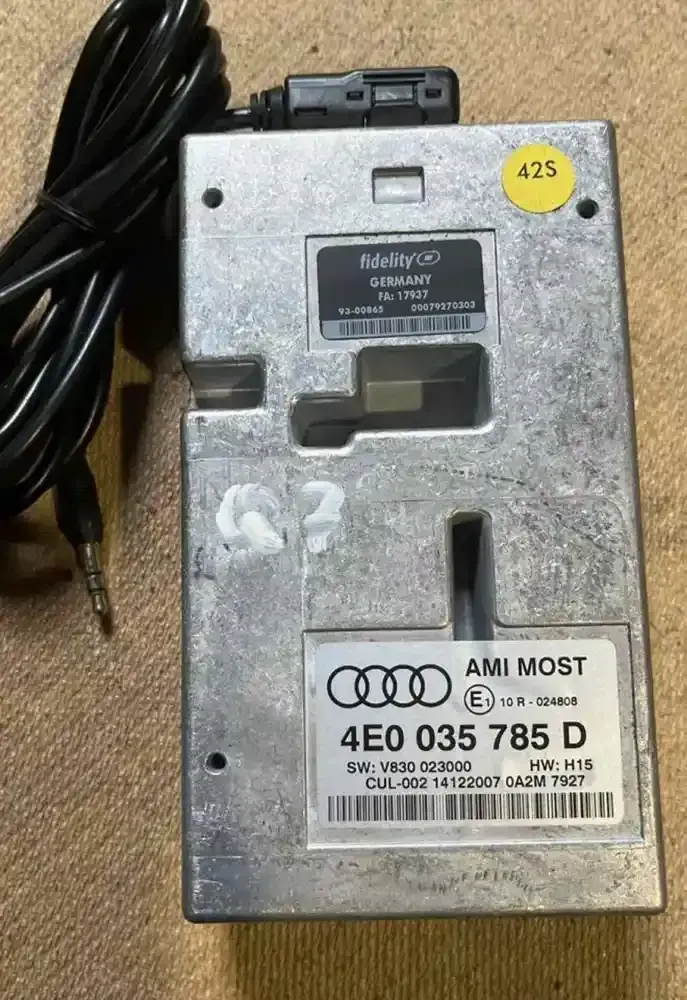 42S
fidelity
GERMANY
FA: 17937
93-00865 00079270303
AMI MOST
E1 10 R - 024808
4E0 035 785 D
SW: V830 023000 HW: H15
CUL-002 14122007 0A2M 7927